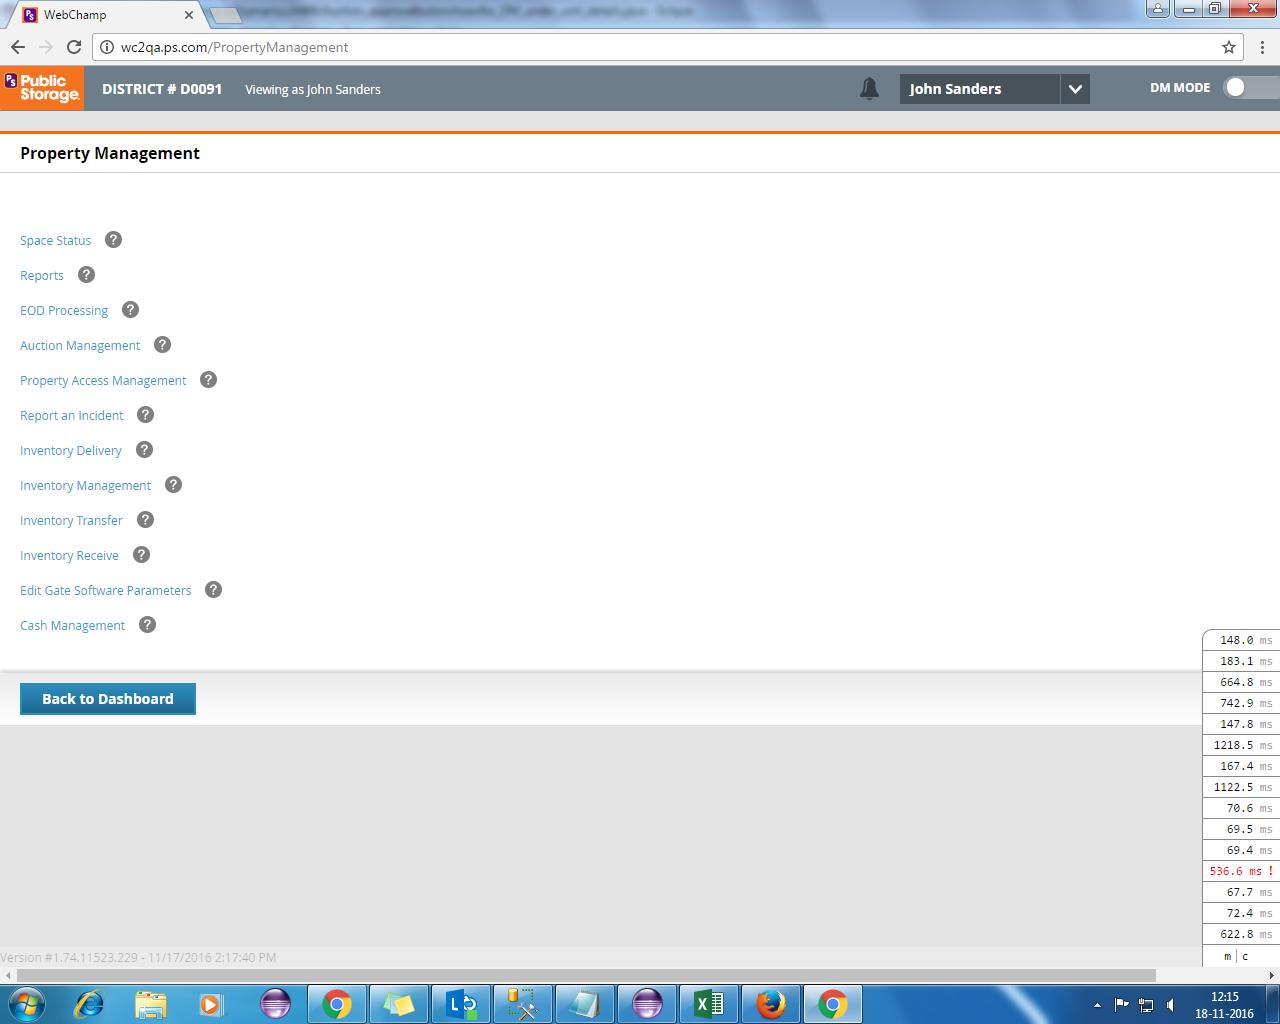 WebChamp
wc2qa.ps.com/PropertyManagement
PS Public Storage. DISTRICT # D0091 Viewing as John Sanders John Sanders DM MODE
Property Management
Space Status ?
Reports ?
EOD Processing ?
Auction Management ?
Property Access Management ?
Report an Incident ?
Inventory Delivery ?
Inventory Management ?
Inventory Transfer ?
Inventory Receive ?
Edit Gate Software Parameters ?
Cash Management ?
148.0 ms
183.1 ms
664.8 ms
742.9 ms
147.8 ms
1218.5 ms
167.4 ms
1122.5 ms
70.6 ms
69.5 ms
69.4 ms
536.6 ms !
67.7 ms
72.4 ms
622.8 ms
m | c
Back to Dashboard
Version #1.74.11523.229 - 11/17/2016 2:17:40 PM
12:15
18-11-2016